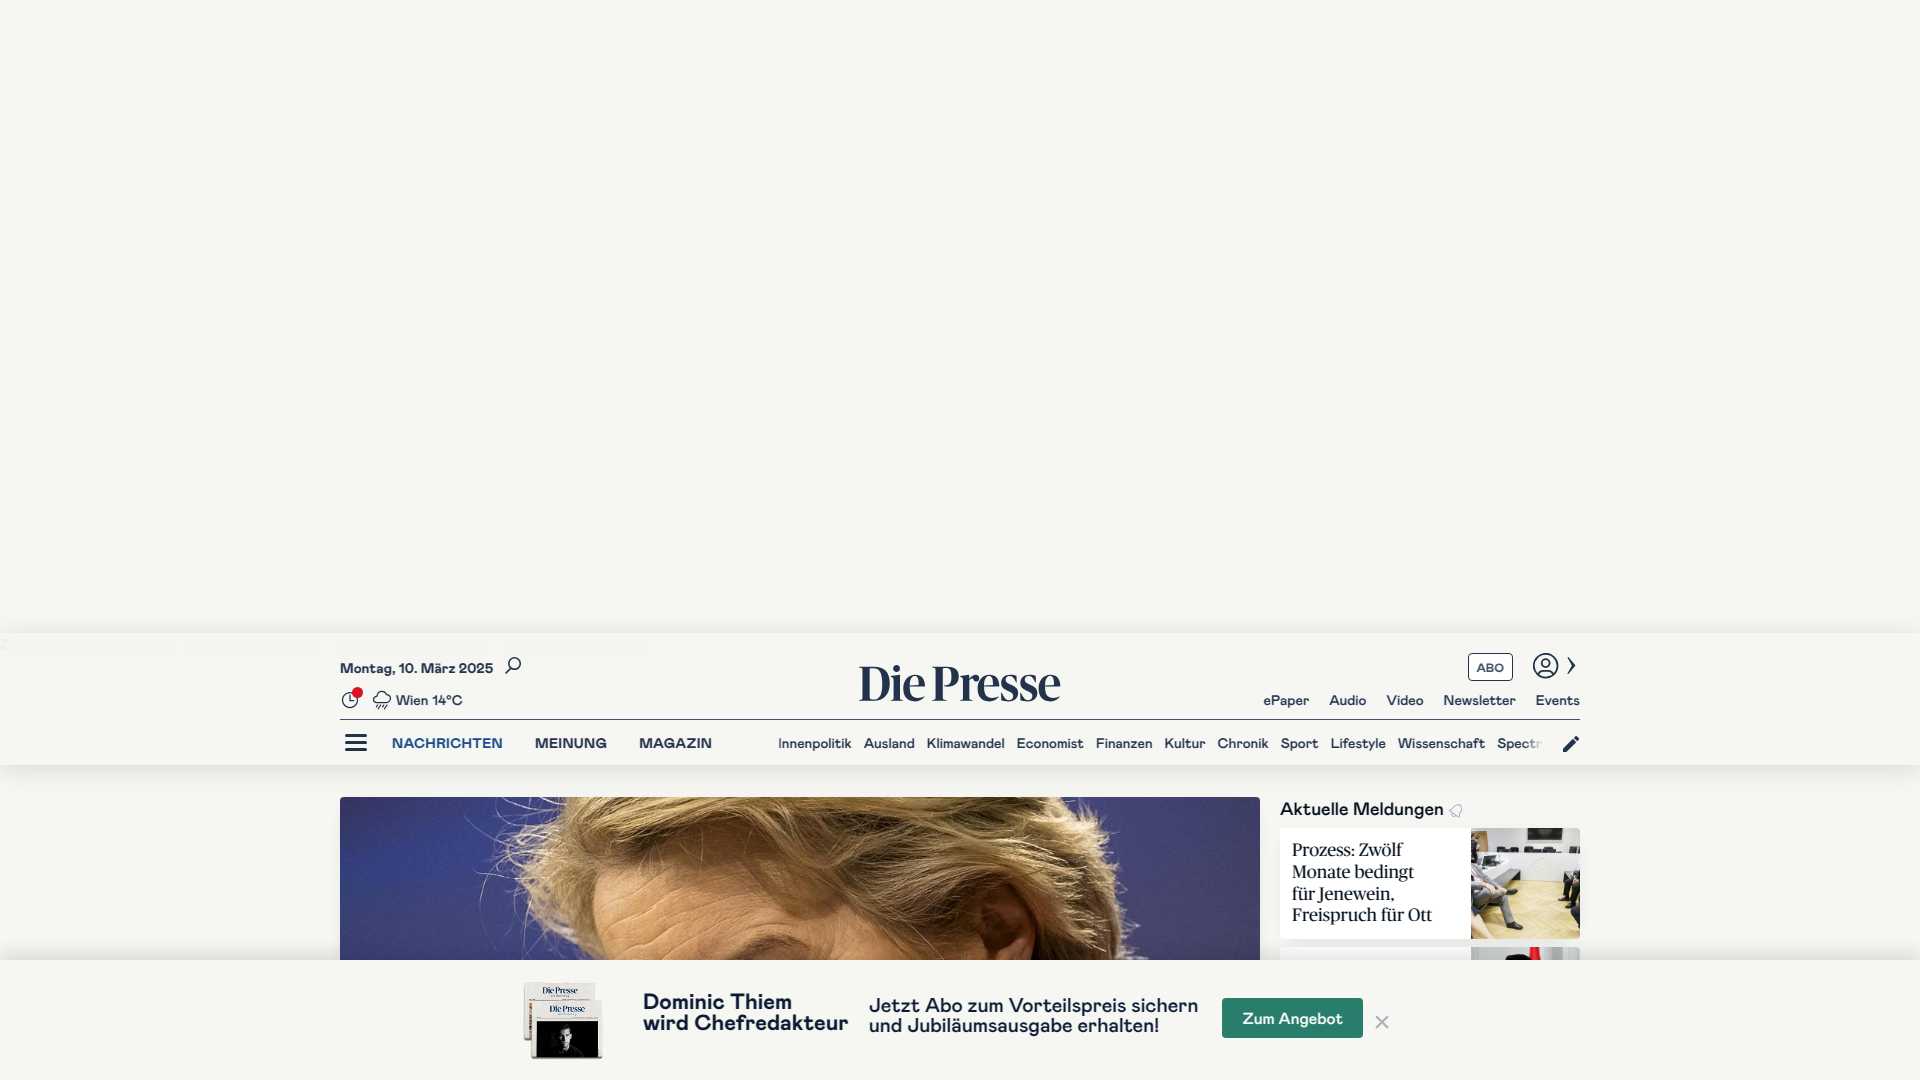 Montag, 10. März 2025
Die Presse
ABO
Wien 14°C
ePaper Audio Video Newsletter Events
NACHRICHTEN MEINUNG MAGAZIN
Innenpolitik Ausland Klimawandel Economist Finanzen Kultur Chronik Sport Lifestyle Wissenschaft Spectr
Aktuelle Meldungen
Prozess: Zwölf
Monate bedingt
für Jenewein,
Freispruch für Ott
Die Presse
Die Presse
Dominic Thiem
wird Chefredakteur
Jetzt Abo zum Vorteilspreis sichern
und Jubiläumsausgabe erhalten!
Zum Angebot